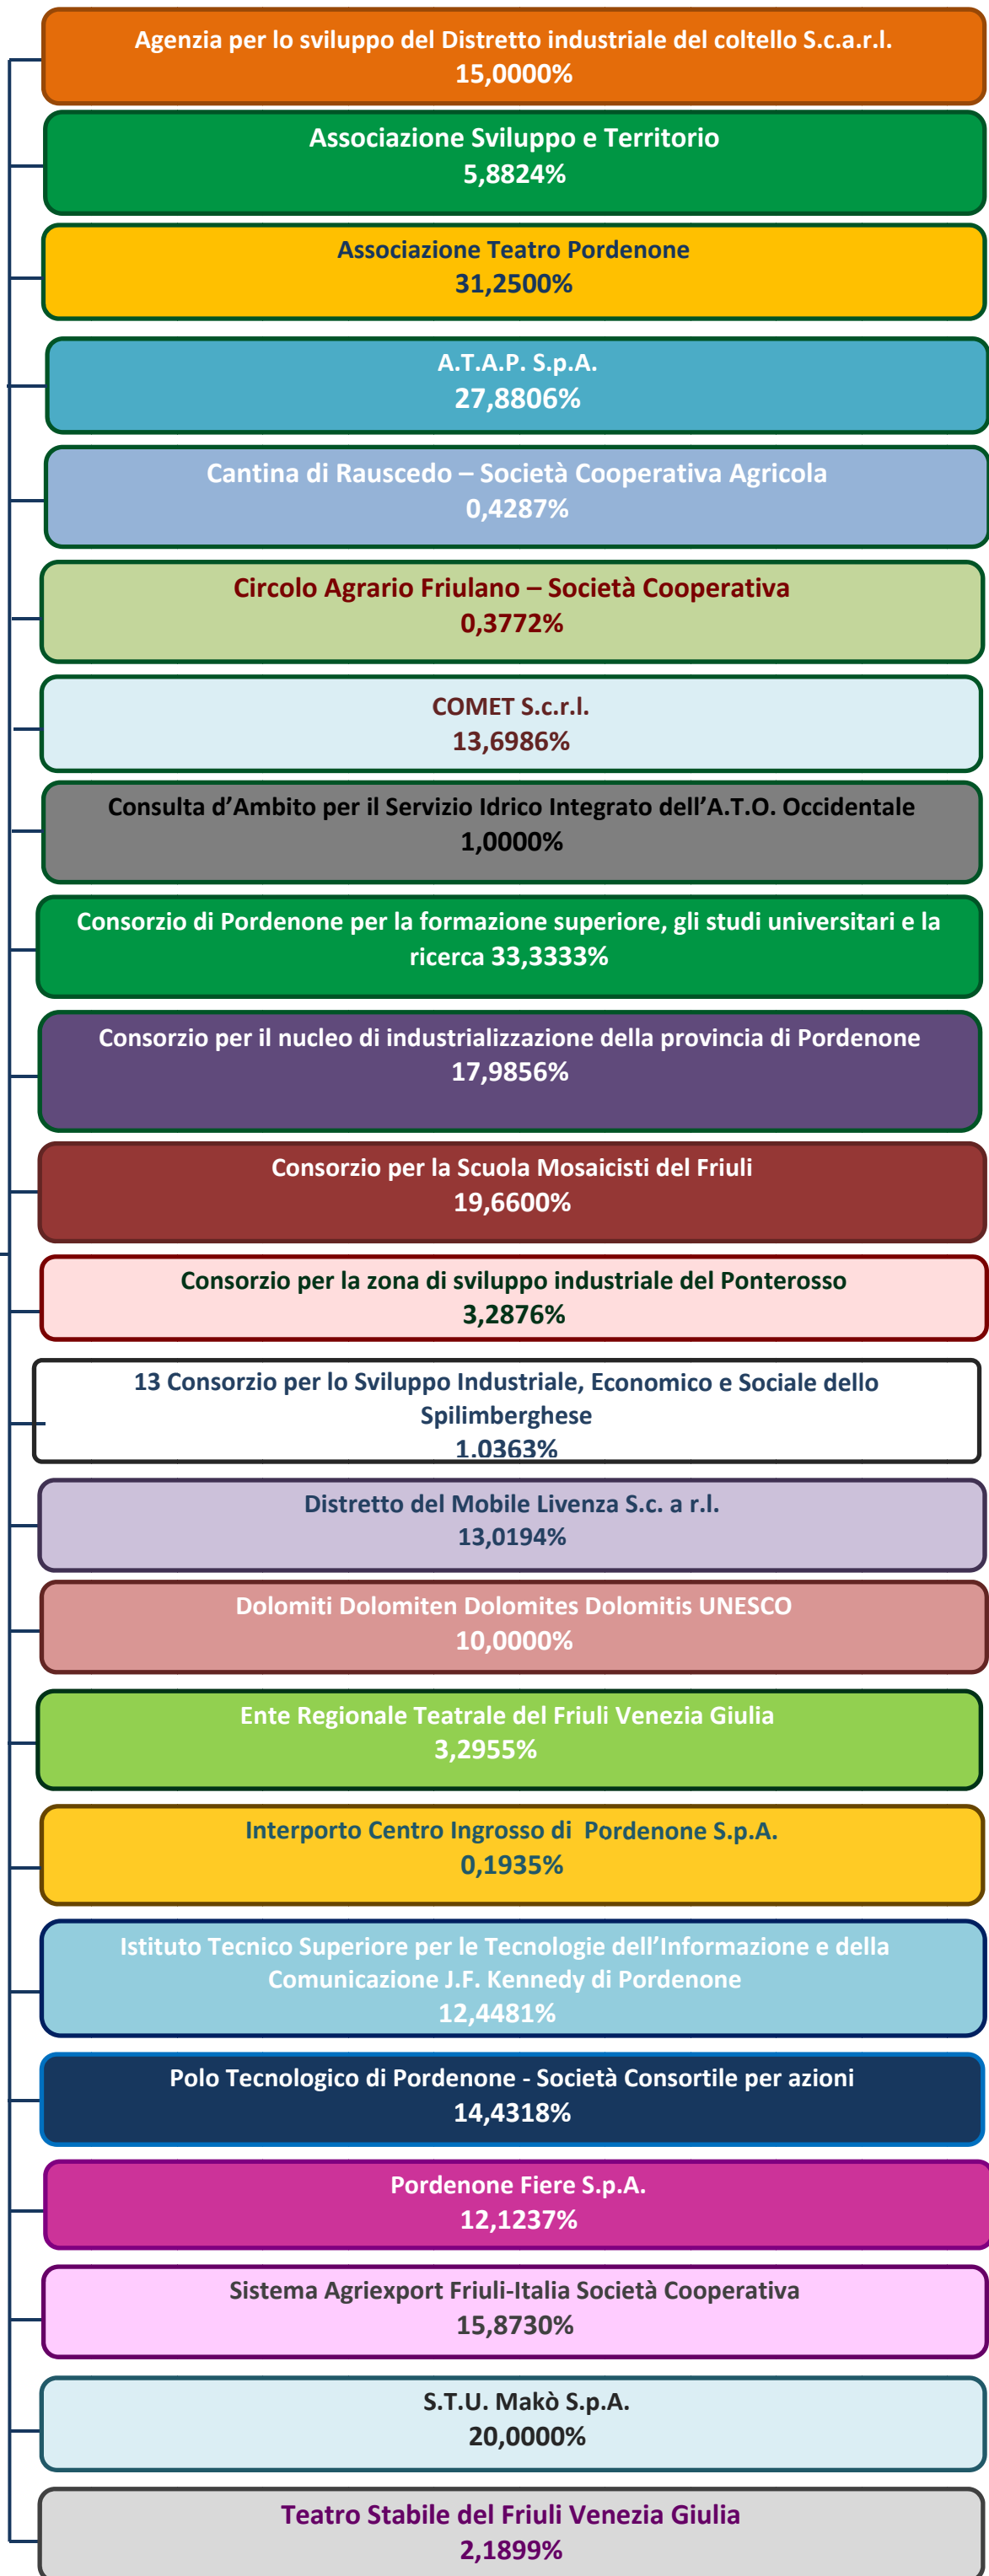 Agenzia per lo sviluppo del Distretto industriale del coltello S.c.a.r.l.
15,0000%
Associazione Sviluppo e Territorio
5,8824%
Associazione Teatro Pordenone
31,2500%
A.T.A.P. S.p.A.
27,8806%
Cantina di Rauscedo – Società Cooperativa Agricola
0,4287%
Circolo Agrario Friulano – Società Cooperativa
0,3772%
COMET S.c.r.l.
13,6986%
Consulta d’Ambito per il Servizio Idrico Integrato dell’A.T.O. Occidentale
1,0000%
Consorzio di Pordenone per la formazione superiore, gli studi universitari e la
ricerca 33,3333%
Consorzio per il nucleo di industrializzazione della provincia di Pordenone
17,9856%
Consorzio per la Scuola Mosaicisti del Friuli
19,6600%
Consorzio per la zona di sviluppo industriale del Ponterosso
3,2876%
13 Consorzio per lo Sviluppo Industriale, Economico e Sociale dello
Spilimberghese
1,0363%
Distretto del Mobile Livenza S.c. a r.l.
13,0194%
Dolomiti Dolomiten Dolomites Dolomitis UNESCO
10,0000%
Ente Regionale Teatrale del Friuli Venezia Giulia
3,2955%
Interporto Centro Ingrosso di Pordenone S.p.A.
0,1935%
Istituto Tecnico Superiore per le Tecnologie dell’Informazione e della
Comunicazione J.F. Kennedy di Pordenone
12,4481%
Polo Tecnologico di Pordenone - Società Consortile per azioni
14,4318%
Pordenone Fiere S.p.A.
12,1237%
Sistema Agriexport Friuli-Italia Società Cooperativa
15,8730%
S.T.U. Makò S.p.A.
20,0000%
Teatro Stabile del Friuli Venezia Giulia
2,1899%